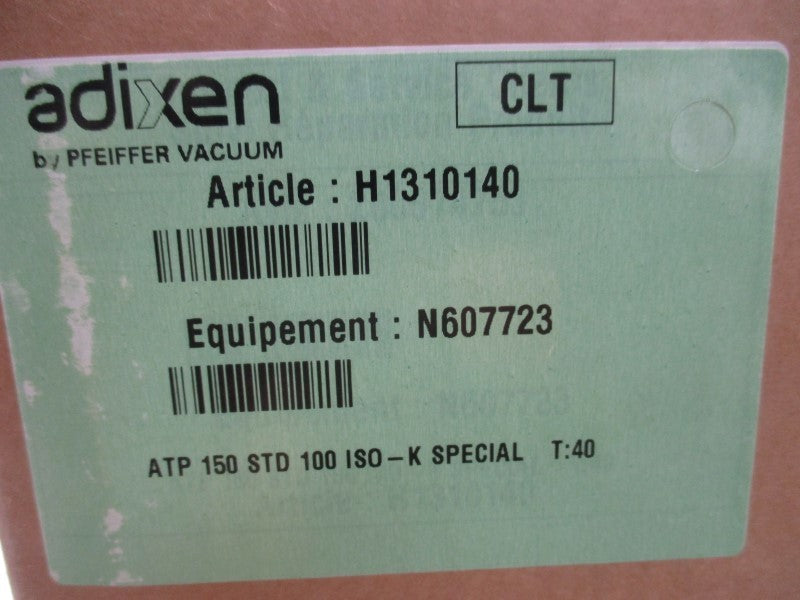 adixen
CLT
by PFEIFFER VACUUM
Article : H1310140
Equipement : N607723
ATP 150 STD 100 ISO-K SPECIAL T:40